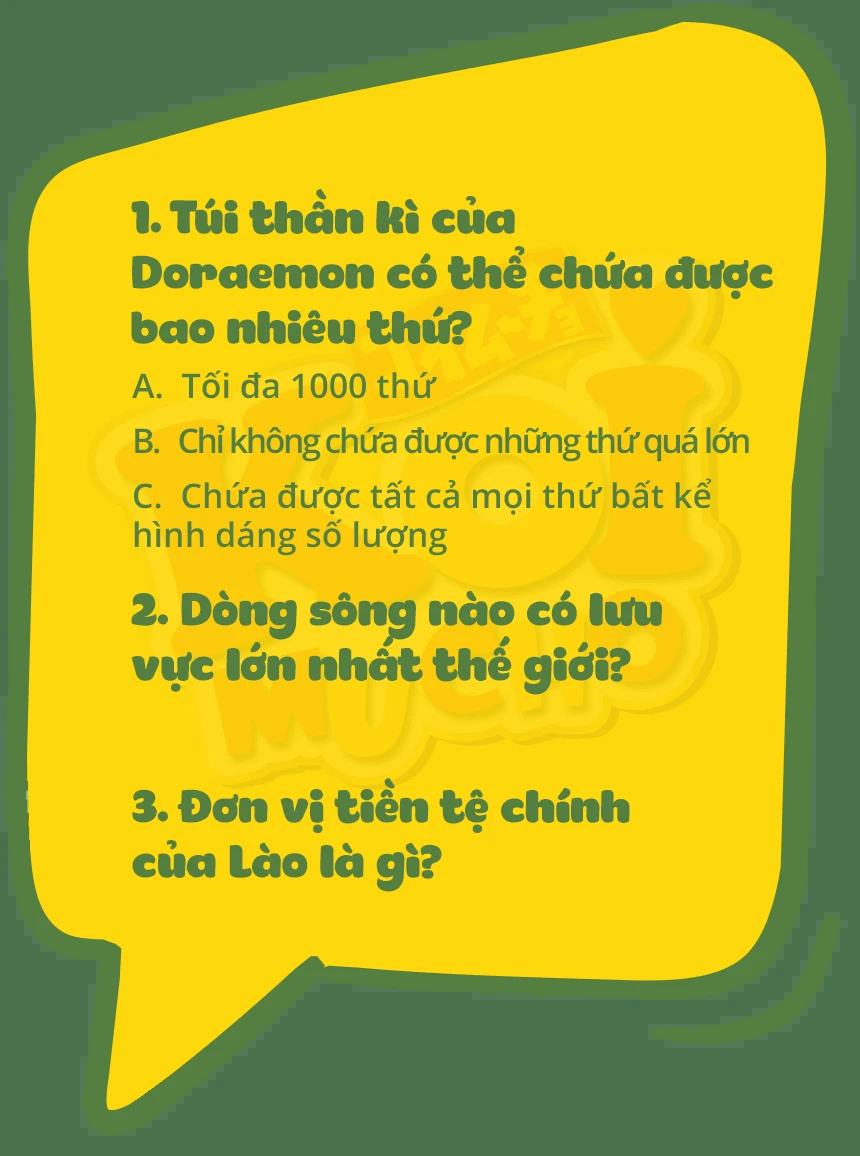 1. Túi thần kì của
Doraemon có thể chứa được
bao nhiêu thứ?
A. Tối đa 1000 thứ
B. Chỉ không chứa được những thứ quá lớn
C. Chứa được tất cả mọi thứ bất kể
hình dáng số lượng
2. Dòng sông nào có lưu
vực lớn nhất thế giới?
3. Đơn vị tiền tệ chính
của Lào là gì?
KOI
MUCHO